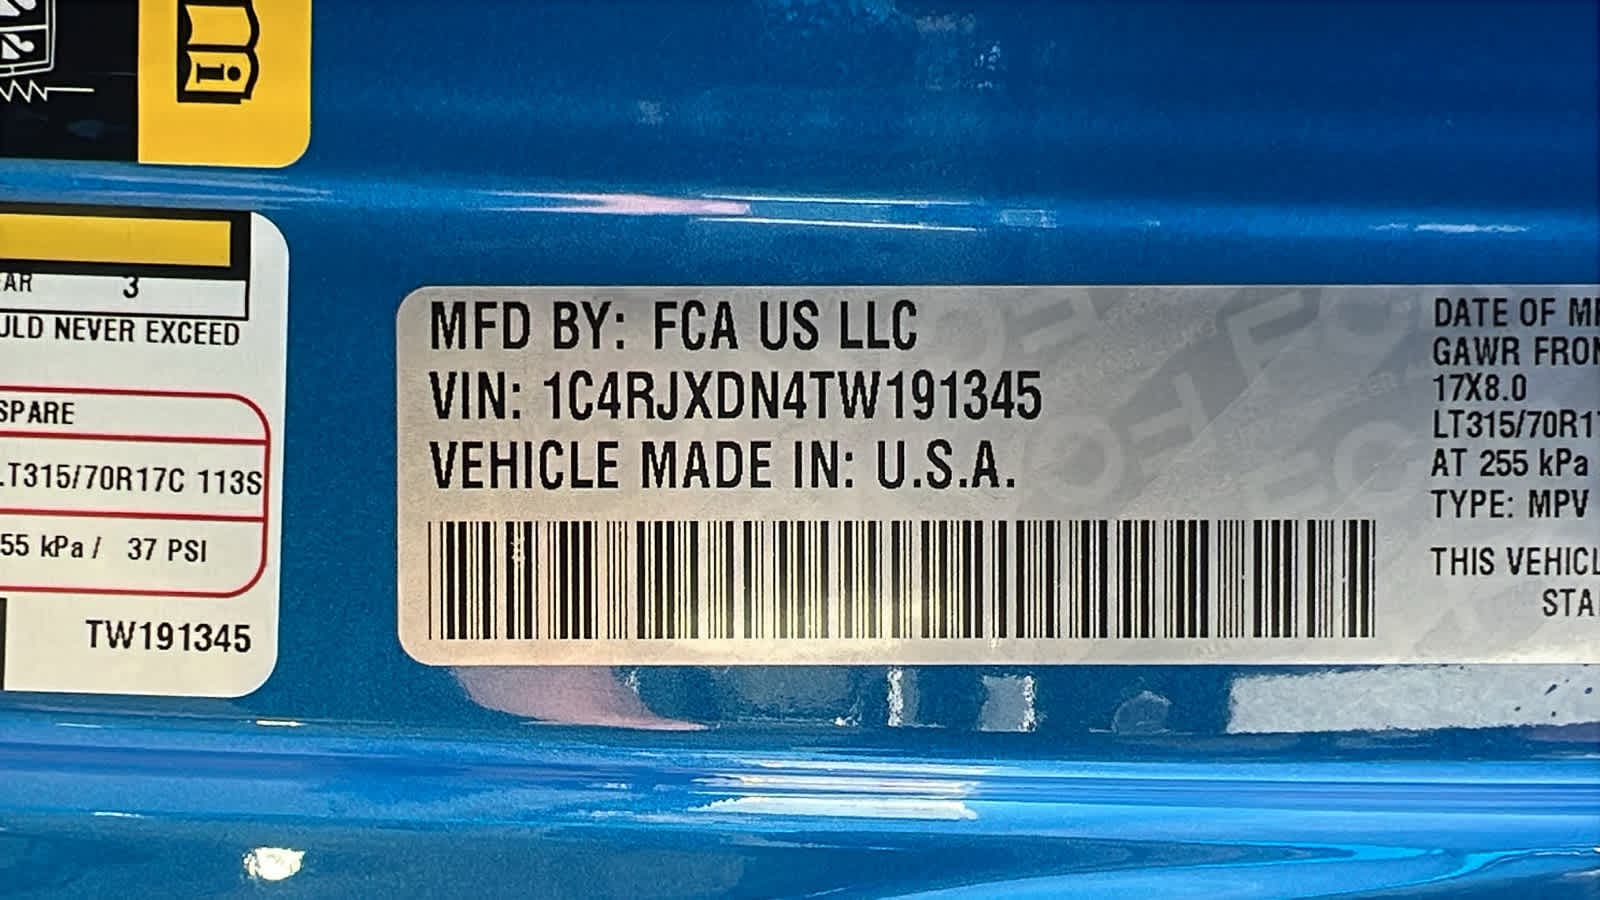 AR 3
ULD NEVER EXCEED
SPARE
LT315/70R17C 113S
55 kPa / 37 PSI
TW191345
MFD BY: FCA US LLC
VIN: 1C4RJXDN4TW191345
VEHICLE MADE IN: U.S.A.
DATE OF MF
GAWR FRON
17X8.0
LT315/70R17
AT 255 kPa
TYPE: MPV
THIS VEHICL
STA